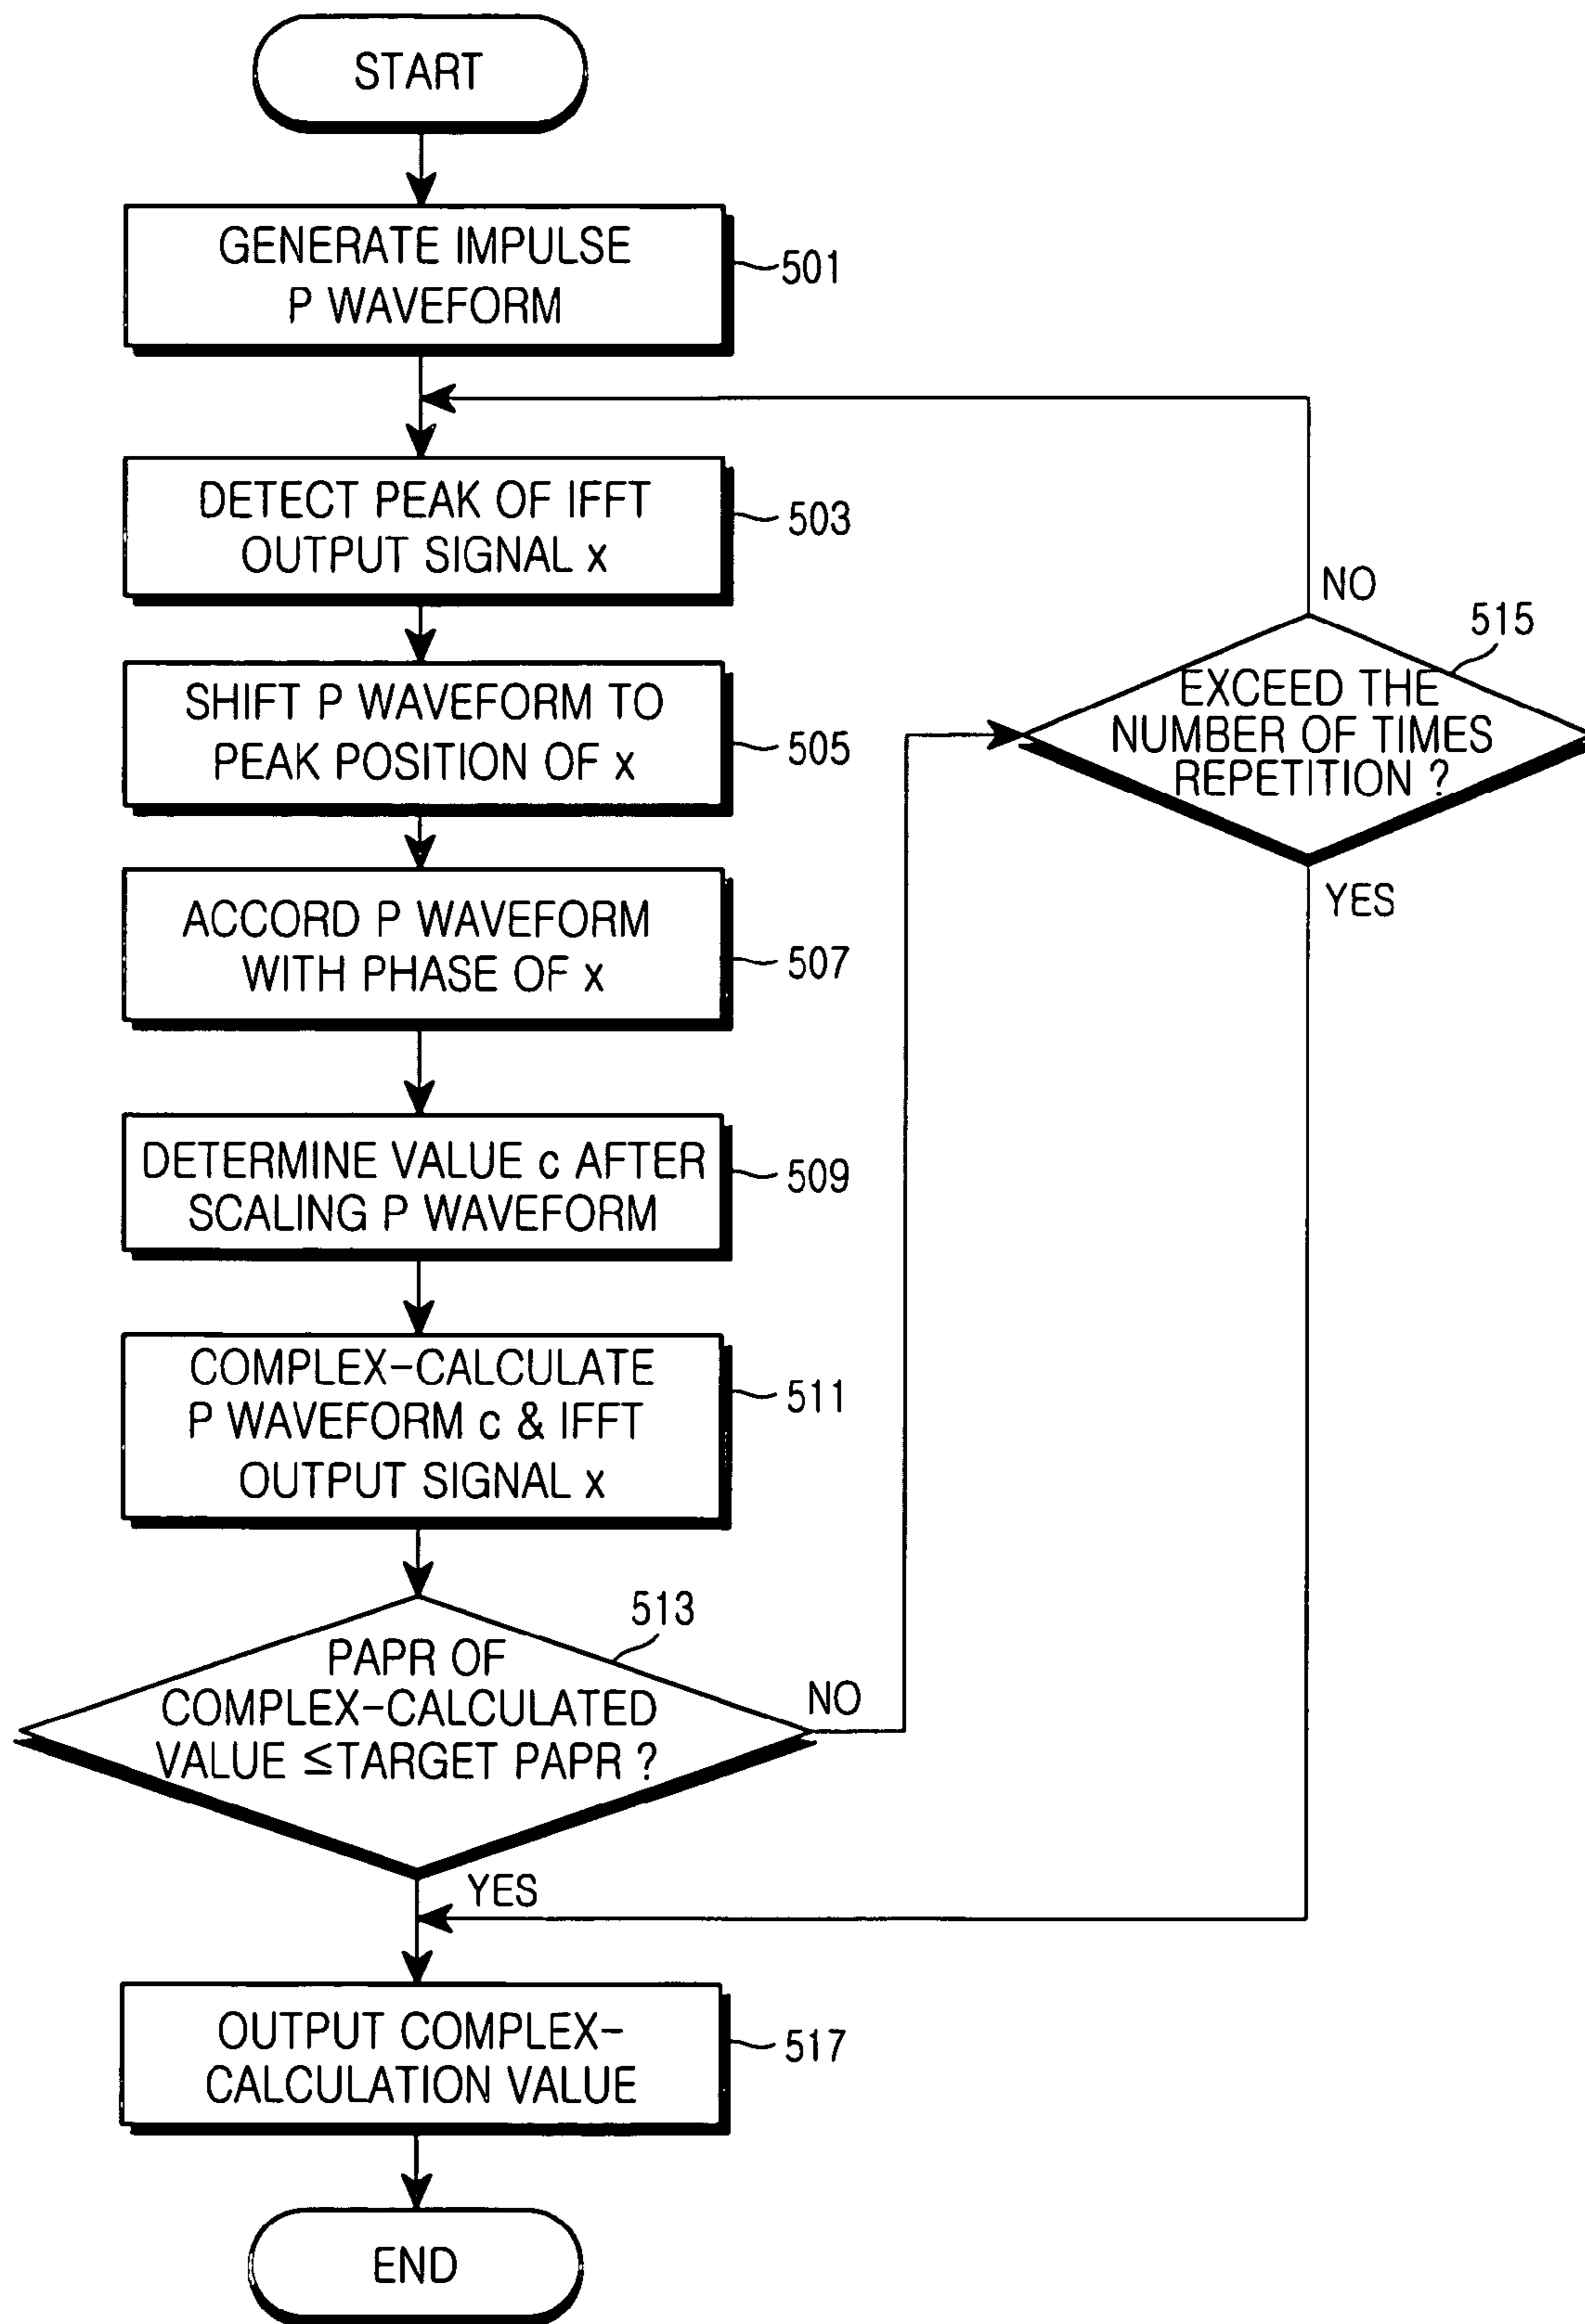 START
GENERATE IMPULSE
P WAVEFORM
501
DETECT PEAK OF IFFT
OUTPUT SIGNAL x
503
SHIFT P WAVEFORM TO
PEAK POSITION OF x
505
ACCORD P WAVEFORM
WITH PHASE OF x
507
DETERMINE VALUE c AFTER
SCALING P WAVEFORM
509
COMPLEX-CALCULATE
P WAVEFORM c & IFFT
OUTPUT SIGNAL x
511
513
PAPR OF
COMPLEX-CALCULATED
VALUE ≤TARGET PAPR ?
NO
YES
NO
515
EXCEED THE
NUMBER OF TIMES
REPETITION ?
YES
OUTPUT COMPLEX-
CALCULATION VALUE
517
END